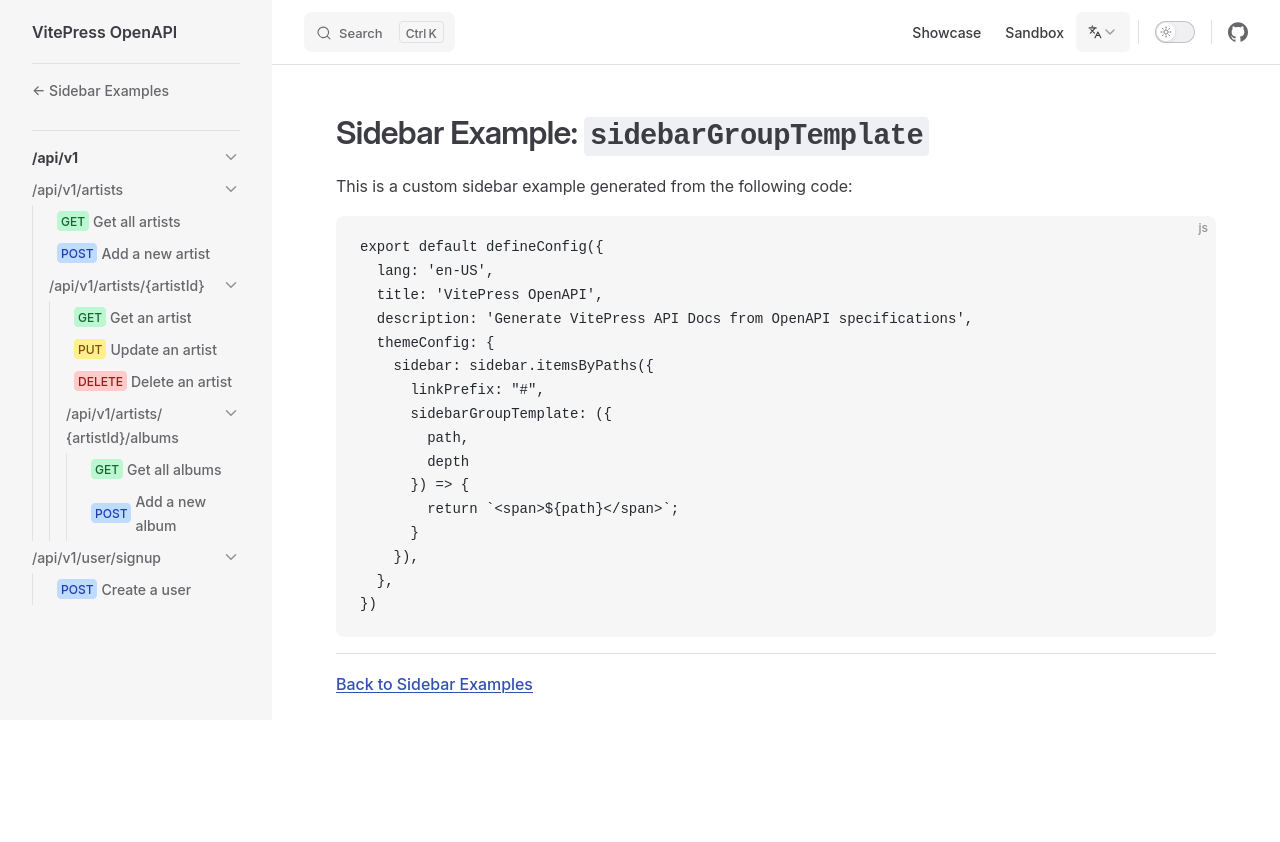 VitePress OpenAPI
Search Ctrl K
Showcase Sandbox
← Sidebar Examples
/api/v1
/api/v1/artists
GET Get all artists
POST Add a new artist
/api/v1/artists/{artistId}
GET Get an artist
PUT Update an artist
DELETE Delete an artist
/api/v1/artists/
{artistId}/albums
GET Get all albums
POST Add a new
album
/api/v1/user/signup
POST Create a user
Sidebar Example: sidebarGroupTemplate
This is a custom sidebar example generated from the following code:
js
export default defineConfig({
  lang: 'en-US',
  title: 'VitePress OpenAPI',
  description: 'Generate VitePress API Docs from OpenAPI specifications',
  themeConfig: {
    sidebar: sidebar.itemsByPaths({
      linkPrefix: "#",
      sidebarGroupTemplate: ({
        path,
        depth
      }) => {
        return `<span>${path}</span>`;
      }
    }),
  },
})
Back to Sidebar Examples